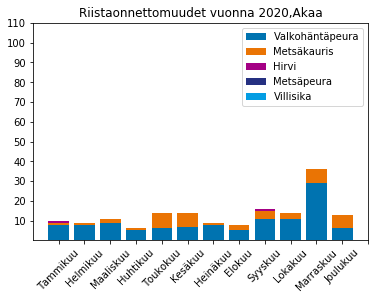 Riistaonnettomuudet vuonna 2020,Akaa
110
100
90
80
70
60
50
40
30
20
10
Valkohäntäpeura
Metsäkauris
Hirvi
Metsäpeura
Villisika
Tammikuu
Helmikuu
Maaliskuu
Huhtikuu
Toukokuu
Kesäkuu
Heinäkuu
Elokuu
Syyskuu
Lokakuu
Marraskuu
Joulukuu